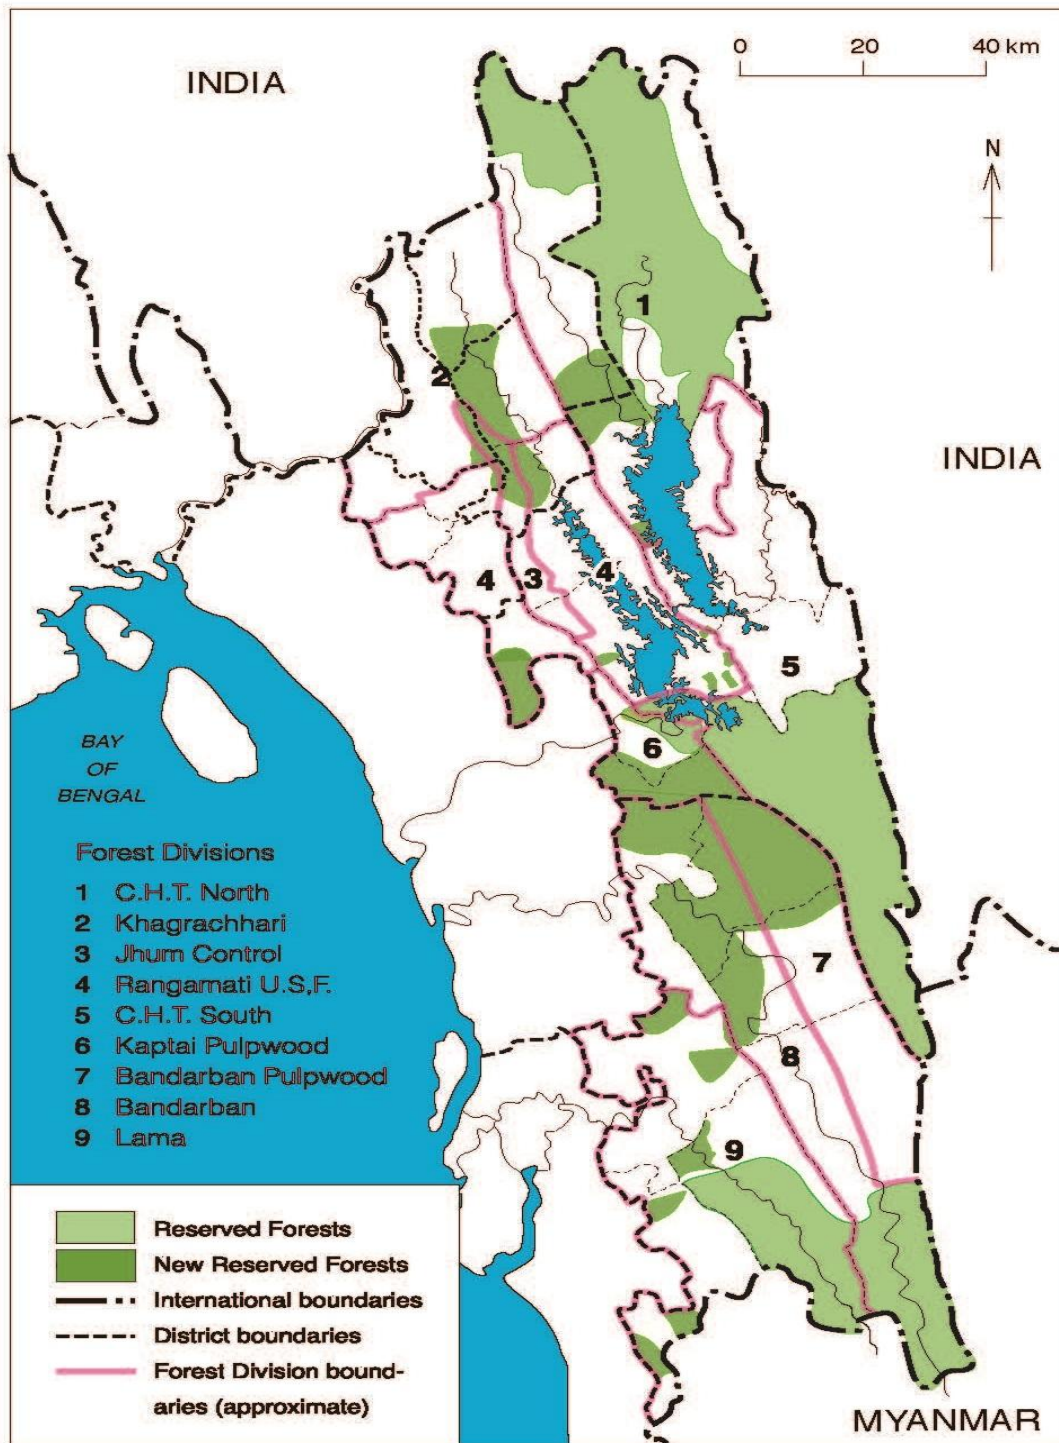 0 20 40 km
INDIA
N
1
2
INDIA
4
3
4
5
6
BAY
OF
BENGAL
Forest Divisions
1 C.H.T. North
2 Khagrachhari
3 Jhum Control
4 Rangamati U.S,F.
5 C.H.T. South
6 Kaptai Pulpwood
7 Bandarban Pulpwood
8 Bandarban
9 Lama
7
8
9
Reserved Forests
New Reserved Forests
International boundaries
District boundaries
Forest Division bound-
aries (approximate)
MYANMAR